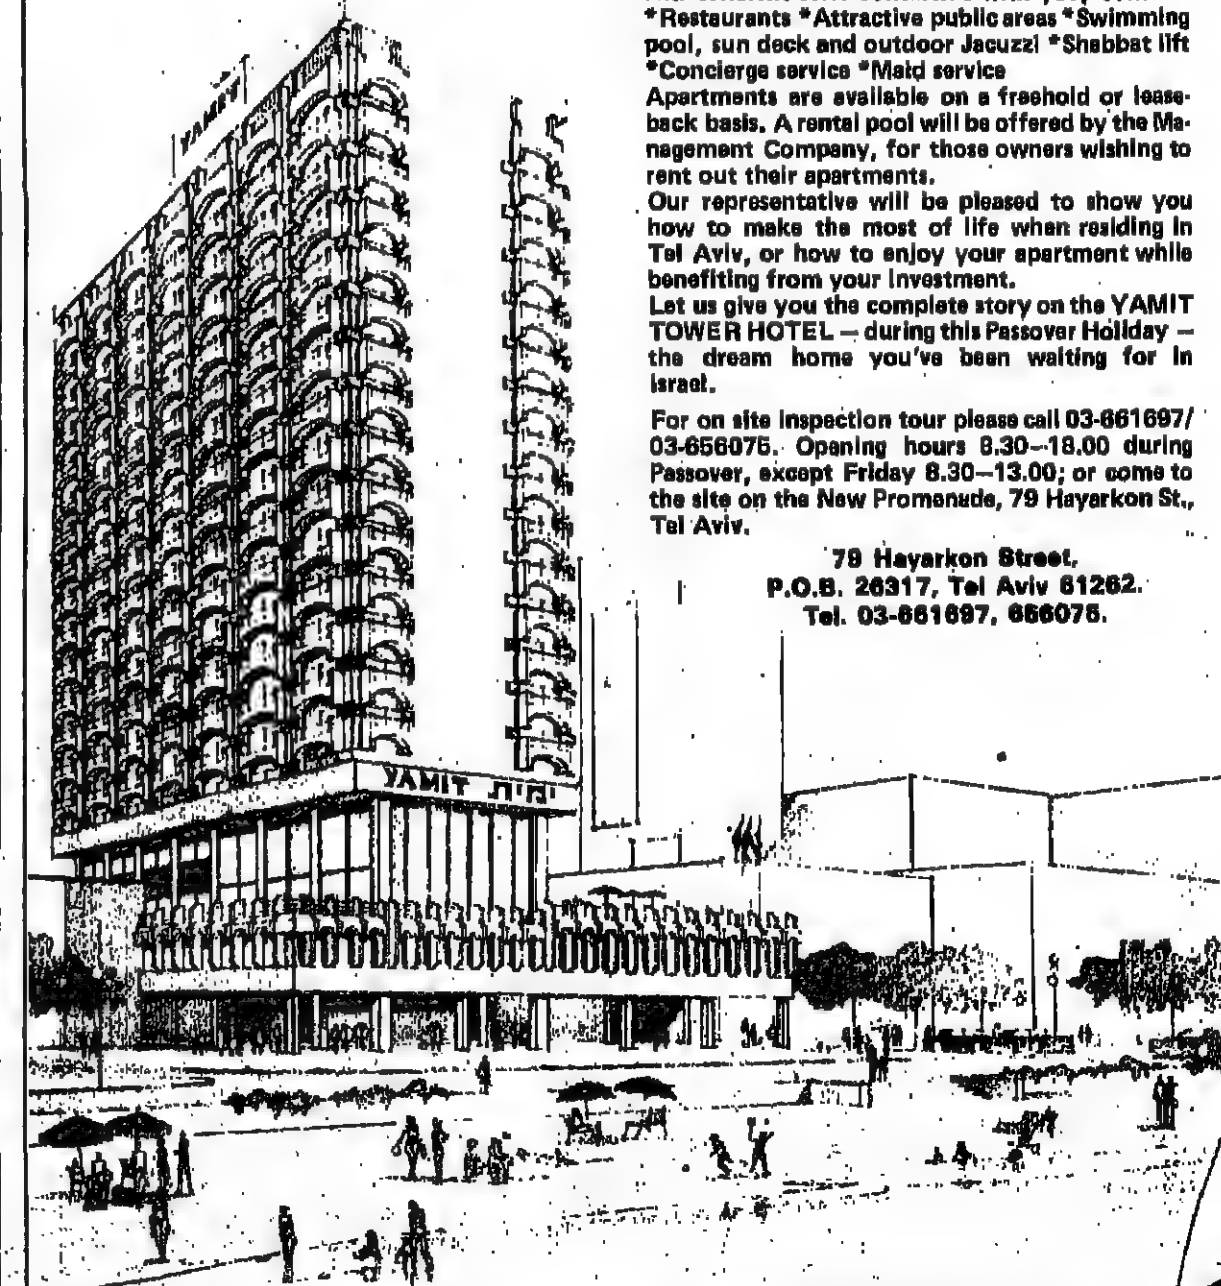 *Restaurants *Attractive public areas *Swimming
pool, sun deck and outdoor Jacuzzi *Shabbat lift
*Concierge service *Maid service
Apartments are available on a freehold or lease-
back basis. A rental pool will be offered by the Ma-
nagement Company, for those owners wishing to
rent out their apartments.
Our representative will be pleased to show you
how to make the most of life when residing in
Tel Aviv, or how to enjoy your apartment while
benefiting from your investment.
Let us give you the complete story on the YAMIT
TOWER HOTEL — during this Passover Holiday —
the dream home you've been waiting for in
Israel.
For on site inspection tour please call 03-661697/
03-656075. Opening hours 8.30—18.00 during
Passover, except Friday 8.30—13.00; or come to
the site on the New Promenade, 79 Hayarkon St.,
Tel Aviv.
79 Hayarkon Street,
P.O.B. 26317, Tel Aviv 61262.
Tel. 03-661697, 656075.
YAMIT
YAMIT ימית